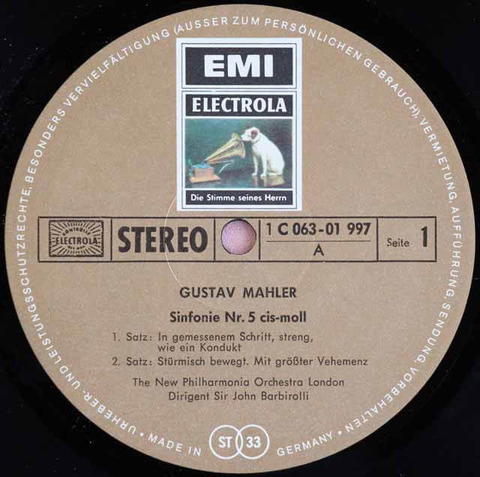 URHEBER- UND LEISTUNGSSCHUTZRECHTE, BESONDERS VERVIELFÄLTIGUNG (AUSSER ZUM PERSÖNLICHEN GEBRAUCH), VERMIETUNG, AUFFÜHRUNG, SENDUNG, VORBEHALTEN
EMI
ELECTROLA
Die Stimme seines Herrn
ELECTROLA
STEREO
1 C 063-01 997
A
Seite 1
GUSTAV MAHLER
Sinfonie Nr. 5 cis-moll
1. Satz: In gemessenem Schritt, streng,
wie ein Kondukt
2. Satz: Stürmisch bewegt. Mit größter Vehemenz
The New Philharmonia Orchestra London
Dirigent Sir John Barbirolli
• MADE IN
ST 33
GERMANY •